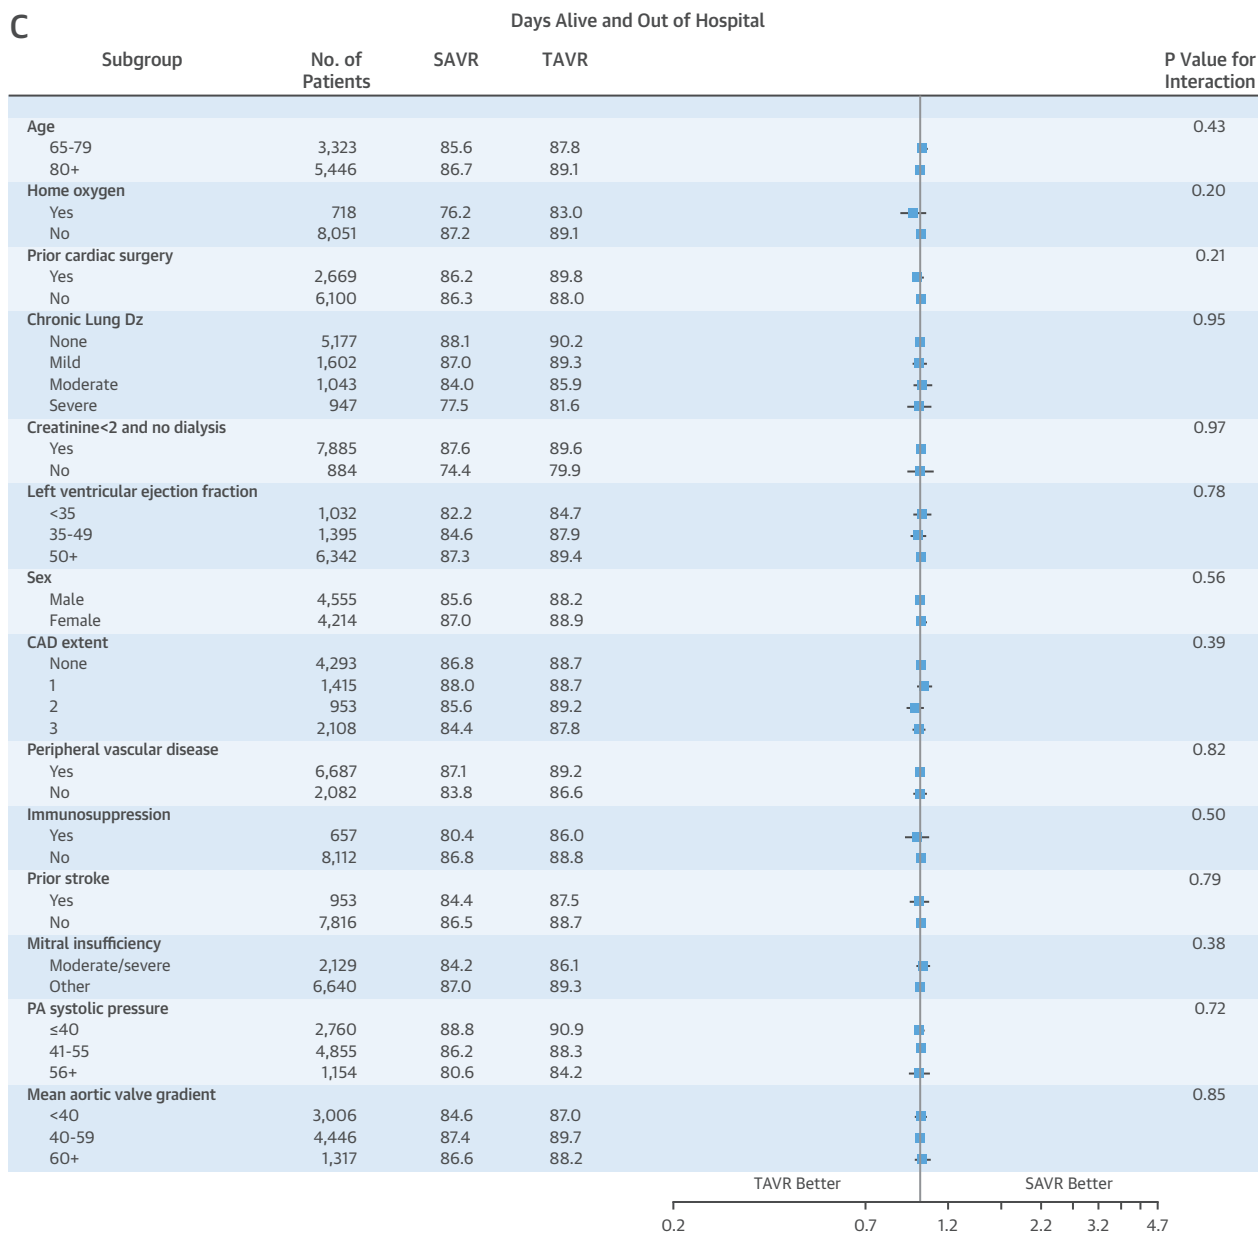 C
Days Alive and Out of Hospital
Subgroup No. of Patients SAVR TAVR P Value for Interaction
Age 0.43
65-79 3,323 85.6 87.8
80+ 5,446 86.7 89.1
Home oxygen 0.20
Yes 718 76.2 83.0
No 8,051 87.2 89.1
Prior cardiac surgery 0.21
Yes 2,669 86.2 89.8
No 6,100 86.3 88.0
Chronic Lung Dz 0.95
None 5,177 88.1 90.2
Mild 1,602 87.0 89.3
Moderate 1,043 84.0 85.9
Severe 947 77.5 81.6
Creatinine<2 and no dialysis 0.97
Yes 7,885 87.6 89.6
No 884 74.4 79.9
Left ventricular ejection fraction 0.78
<35 1,032 82.2 84.7
35-49 1,395 84.6 87.9
50+ 6,342 87.3 89.4
Sex 0.56
Male 4,555 85.6 88.2
Female 4,214 87.0 88.9
CAD extent 0.39
None 4,293 86.8 88.7
1 1,415 88.0 88.7
2 953 85.6 89.2
3 2,108 84.4 87.8
Peripheral vascular disease 0.82
Yes 6,687 87.1 89.2
No 2,082 83.8 86.6
Immunosuppression 0.50
Yes 657 80.4 86.0
No 8,112 86.8 88.8
Prior stroke 0.79
Yes 953 84.4 87.5
No 7,816 86.5 88.7
Mitral insufficiency 0.38
Moderate/severe 2,129 84.2 86.1
Other 6,640 87.0 89.3
PA systolic pressure 0.72
≤40 2,760 88.8 90.9
41-55 4,855 86.2 88.3
56+ 1,154 80.6 84.2
Mean aortic valve gradient 0.85
<40 3,006 84.6 87.0
40-59 4,446 87.4 89.7
60+ 1,317 86.6 88.2
TAVR Better SAVR Better
0.2 0.7 1.2 2.2 3.2 4.7